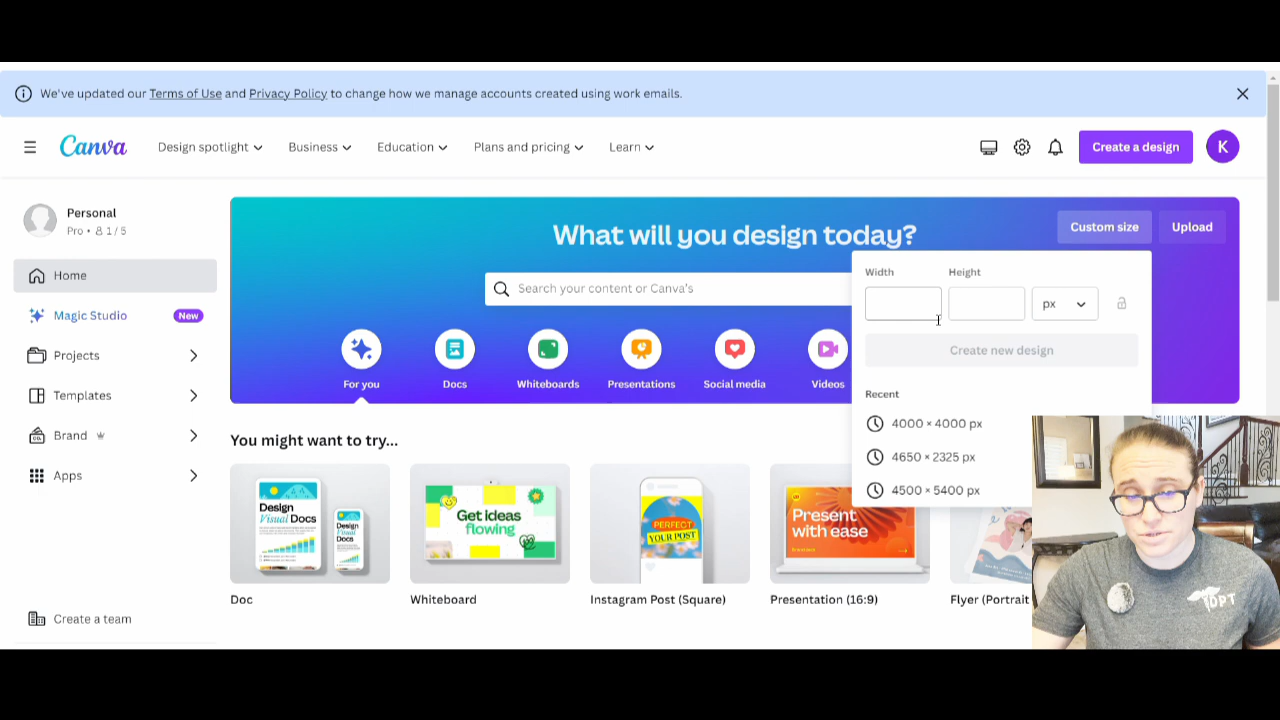 We've updated our Terms of Use and Privacy Policy to change how we manage accounts created using work emails.
Canva
Design spotlight
Business
Education
Plans and pricing
Learn
Create a design
K
Personal
Pro • 1 / 5
Home
Magic Studio
New
Projects
Templates
Brand
Apps
Create a team
What will you design today?
Custom size
Upload
Search your content or Canva's
For you
Docs
Whiteboards
Presentations
Social media
Videos
Width
Height
px
Create new design
Recent
4000 × 4000 px
4650 × 2325 px
4500 × 5400 px
You might want to try...
Design
Visual Docs
Design
Visual Docs
Get ideas
flowing
PERFECT
YOUR POST
Present
with ease
Doc
Whiteboard
Instagram Post (Square)
Presentation (16:9)
Flyer (Portrait
DPT